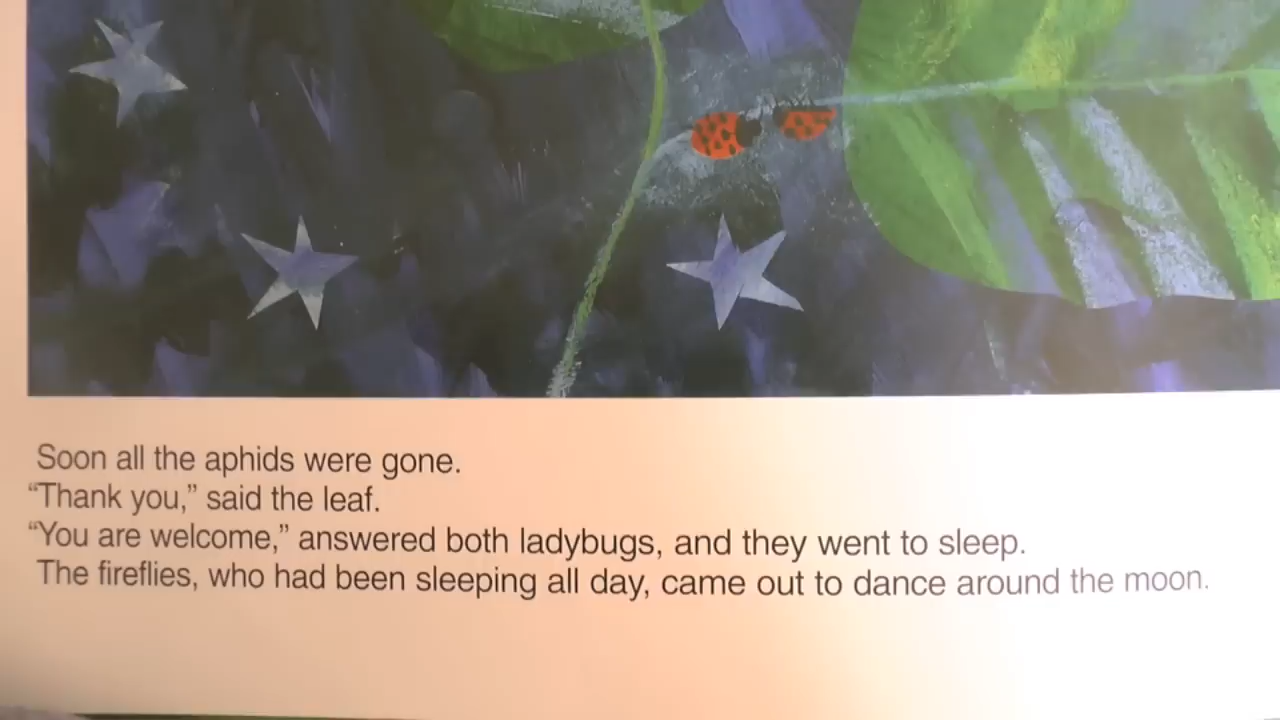 Soon all the aphids were gone.
“Thank you,” said the leaf.
“You are welcome,” answered both ladybugs, and they went to sleep.
The fireflies, who had been sleeping all day, came out to dance around the moon.